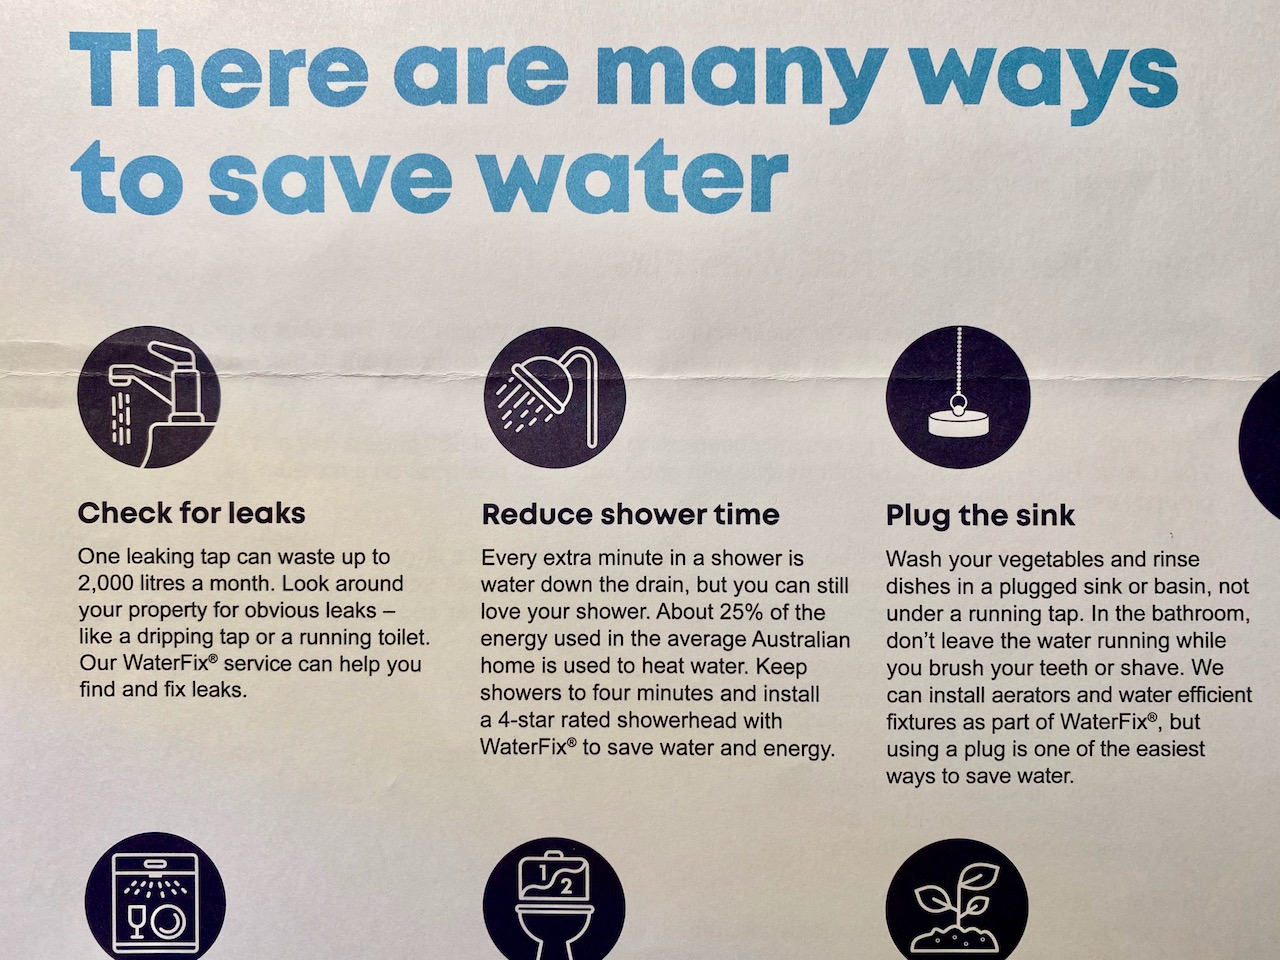 There are many ways
to save water
Check for leaks
One leaking tap can waste up to
2,000 litres a month. Look around
your property for obvious leaks –
like a dripping tap or a running toilet.
Our WaterFix® service can help you
find and fix leaks.
Reduce shower time
Every extra minute in a shower is
water down the drain, but you can still
love your shower. About 25% of the
energy used in the average Australian
home is used to heat water. Keep
showers to four minutes and install
a 4-star rated showerhead with
WaterFix® to save water and energy.
Plug the sink
Wash your vegetables and rinse
dishes in a plugged sink or basin, not
under a running tap. In the bathroom,
don’t leave the water running while
you brush your teeth or shave. We
can install aerators and water efficient
fixtures as part of WaterFix®, but
using a plug is one of the easiest
ways to save water.
1
2